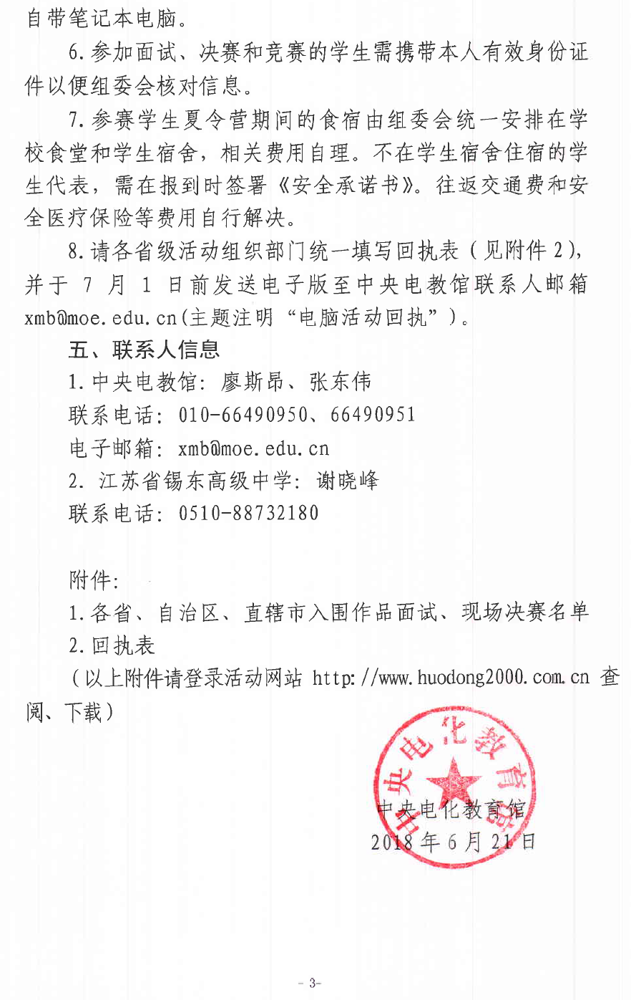 自带笔记本电脑。
6.参加面试、决赛和竞赛的学生需携带本人有效身份证
件以便组委会核对信息。
7.参赛学生夏令营期间的食宿由组委会统一安排在学
校食堂和学生宿舍，相关费用自理。不在学生宿舍住宿的学
生代表，需在报到时签署《安全承诺书》。往返交通费和安
全医疗保险等费用自行解决。
8.请各省级活动组织部门统一填写回执表（见附件2），
并于 7 月 1 日前发送电子版至中央电教馆联系人邮箱
xmb@moe.edu.cn(主题注明“电脑活动回执”)。
五、联系人信息
1.中央电教馆：廖斯昂、张东伟
联系电话：010-66490950、66490951
电子邮箱：xmb@moe.edu.cn
2. 江苏省锡东高级中学：谢晓峰
联系电话：0510-88732180
附件：
1.各省、自治区、直辖市入围作品面试、现场决赛名单
2.回执表
（以上附件请登录活动网站 http://www.huodong2000.com.cn 查
阅、下载）
中央电化教育馆
中央电化教育馆
2018年6月21日
- 3-